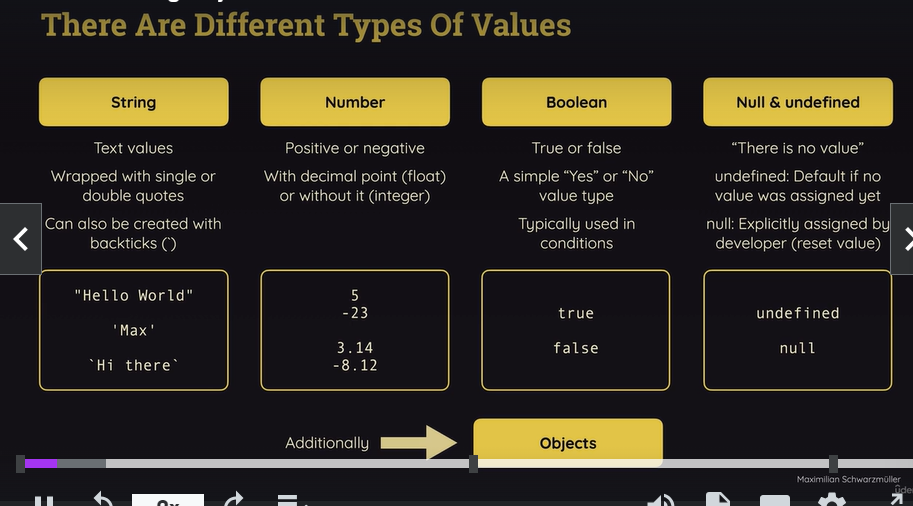 There Are Different Types Of Values
String
Number
Boolean
Null & undefined
Text values
Wrapped with single or
double quotes
Can also be created with
backticks (`)
Positive or negative
With decimal point (float)
or without it (integer)
True or false
A simple “Yes” or “No”
value type
Typically used in
conditions
“There is no value”
undefined: Default if no
value was assigned yet
null: Explicitly assigned by
developer (reset value)
"Hello World"
'Max'
`Hi there`
5
-23
3.14
-8.12
true
false
undefined
null
Additionally
Objects
Maximilian Schwarzmüller